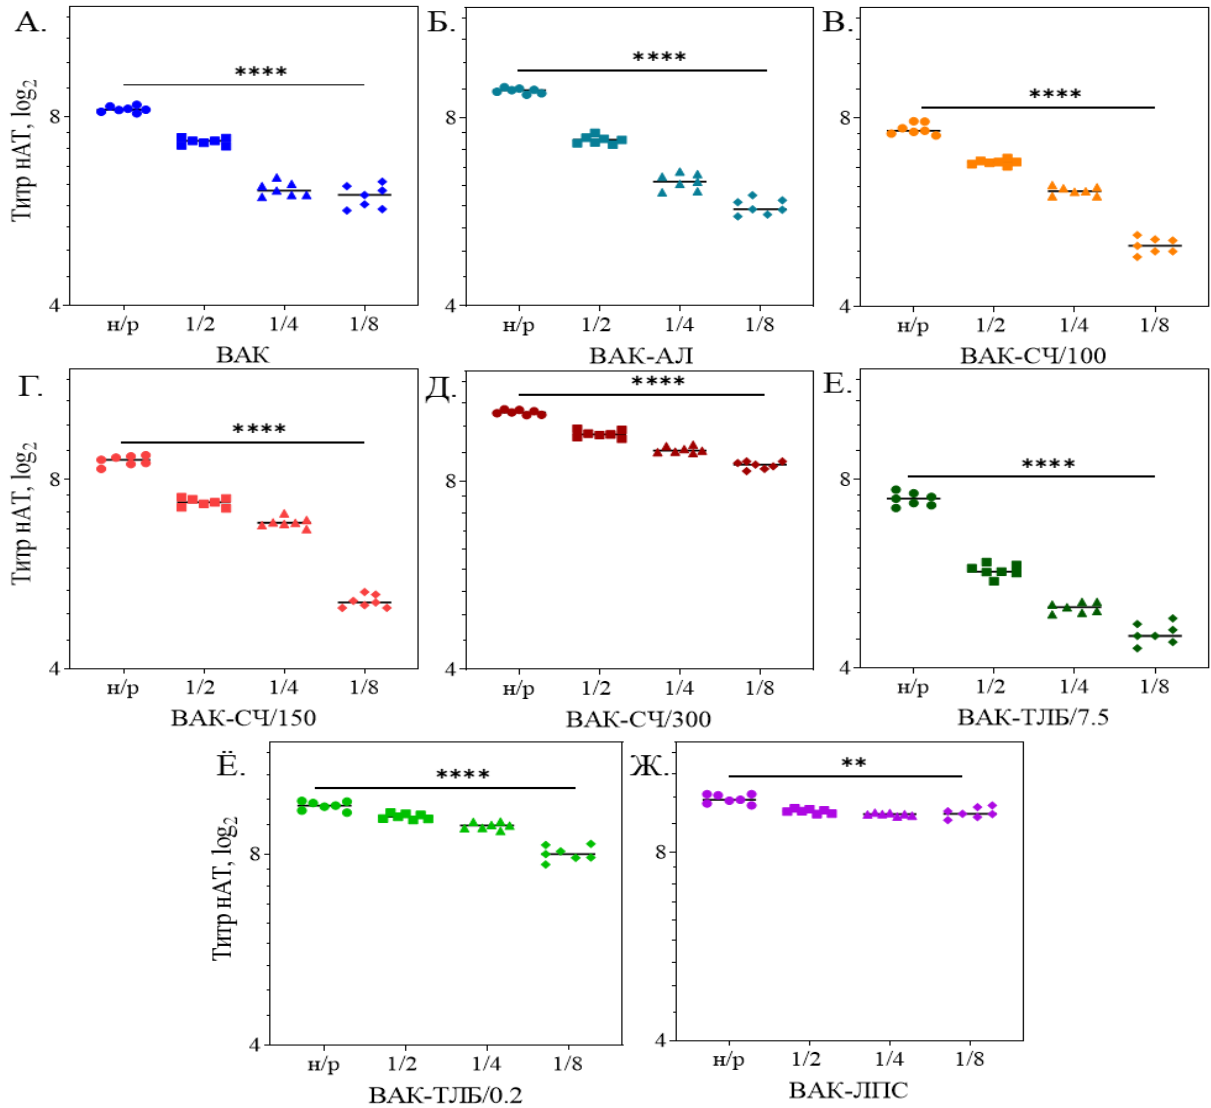 А.
Титр нАТ, log₂
****
8
4
н/р 1/2 1/4 1/8
ВАК
Б.
****
8
4
н/р 1/2 1/4 1/8
ВАК-АЛ
В.
****
8
4
н/р 1/2 1/4 1/8
ВАК-СЧ/100
Г.
Титр нАТ, log₂
****
8
4
н/р 1/2 1/4 1/8
ВАК-СЧ/150
Д.
****
8
4
н/р 1/2 1/4 1/8
ВАК-СЧ/300
Е.
****
8
4
н/р 1/2 1/4 1/8
ВАК-ТЛБ/7.5
Ё.
Титр нАТ, log₂
****
8
4
н/р 1/2 1/4 1/8
ВАК-ТЛБ/0.2
Ж.
**
8
4
н/р 1/2 1/4 1/8
ВАК-ЛПС